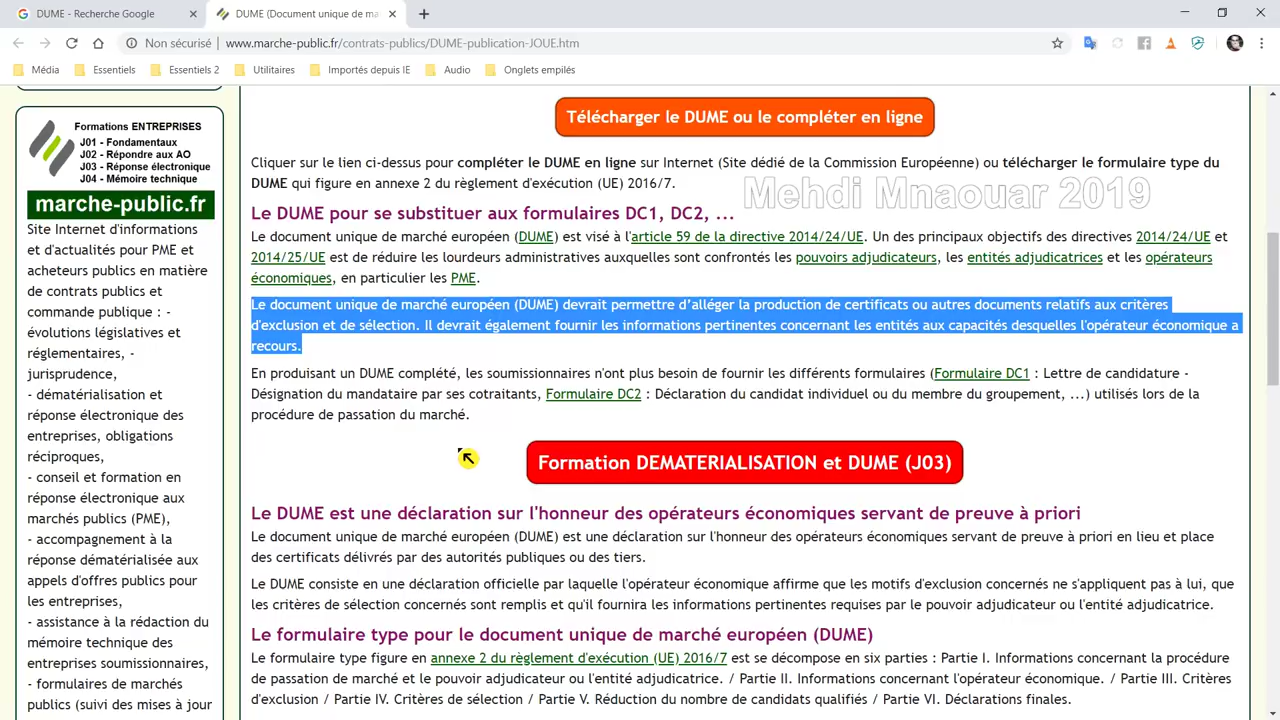 DUME - Recherche Google
DUME (Document unique de ma
Non sécurisé
www.marche-public.fr/contrats-publics/DUME-publication-JOUE.htm
Média
Essentiels
Essentiels 2
Utilitaires
Importés depuis IE
Audio
Onglets empilés
Formations ENTREPRISES
J01 - Fondamentaux
J02 - Répondre aux AO
J03 - Réponse électronique
J04 - Mémoire technique
marche-public.fr
Site Internet d'informations
et d'actualités pour PME et
acheteurs publics en matière
de contrats publics et
commande publique : -
évolutions législatives et
réglementaires, -
jurisprudence,
- dématérialisation et
réponse électronique des
entreprises, obligations
réciproques,
- conseil et formation en
réponse électronique aux
marchés publics (PME),
- accompagnement à la
réponse dématérialisée aux
appels d'offres publics pour
les entreprises,
- assistance à la rédaction du
mémoire technique des
entreprises soumissionnaires,
- formulaires de marchés
publics (suivi des mises à jour
Télécharger le DUME ou le compléter en ligne
Cliquer sur le lien ci-dessus pour compléter le DUME en ligne sur Internet (Site dédié de la Commission Européenne) ou télécharger le formulaire type du
DUME qui figure en annexe 2 du règlement d'exécution (UE) 2016/7.
Mehdi Mnaouar 2019
Le DUME pour se substituer aux formulaires DC1, DC2, ...
Le document unique de marché européen (DUME) est visé à l'article 59 de la directive 2014/24/UE. Un des principaux objectifs des directives 2014/24/UE et
2014/25/UE est de réduire les lourdeurs administratives auxquelles sont confrontés les pouvoirs adjudicateurs, les entités adjudicatrices et les opérateurs
économiques, en particulier les PME.
Le document unique de marché européen (DUME) devrait permettre d’alléger la production de certificats ou autres documents relatifs aux critères
d'exclusion et de sélection. Il devrait également fournir les informations pertinentes concernant les entités aux capacités desquelles l'opérateur économique a
recours.
En produisant un DUME complété, les soumissionnaires n'ont plus besoin de fournir les différents formulaires (Formulaire DC1 : Lettre de candidature -
Désignation du mandataire par ses cotraitants, Formulaire DC2 : Déclaration du candidat individuel ou du membre du groupement, ...) utilisés lors de la
procédure de passation du marché.
Formation DEMATERIALISATION et DUME (J03)
Le DUME est une déclaration sur l'honneur des opérateurs économiques servant de preuve à priori
Le document unique de marché européen (DUME) est une déclaration sur l'honneur des opérateurs économiques servant de preuve à priori en lieu et place
des certificats délivrés par des autorités publiques ou des tiers.
Le DUME consiste en une déclaration officielle par laquelle l'opérateur économique affirme que les motifs d'exclusion concernés ne s'appliquent pas à lui, que
les critères de sélection concernés sont remplis et qu'il fournira les informations pertinentes requises par le pouvoir adjudicateur ou l'entité adjudicatrice.
Le formulaire type pour le document unique de marché européen (DUME)
Le formulaire type figure en annexe 2 du règlement d'exécution (UE) 2016/7 est se décompose en six parties : Partie I. Informations concernant la procédure
de passation de marché et le pouvoir adjudicateur ou l'entité adjudicatrice. / Partie II. Informations concernant l'opérateur économique. / Partie III. Critères
d'exclusion / Partie IV. Critères de sélection / Partie V. Réduction du nombre de candidats qualifiés / Partie VI. Déclarations finales.